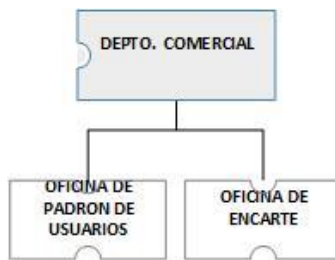 DEPTO. COMERCIAL
OFICINA DE
PADRON DE
USUARIOS
OFICINA DE
ENCARTE